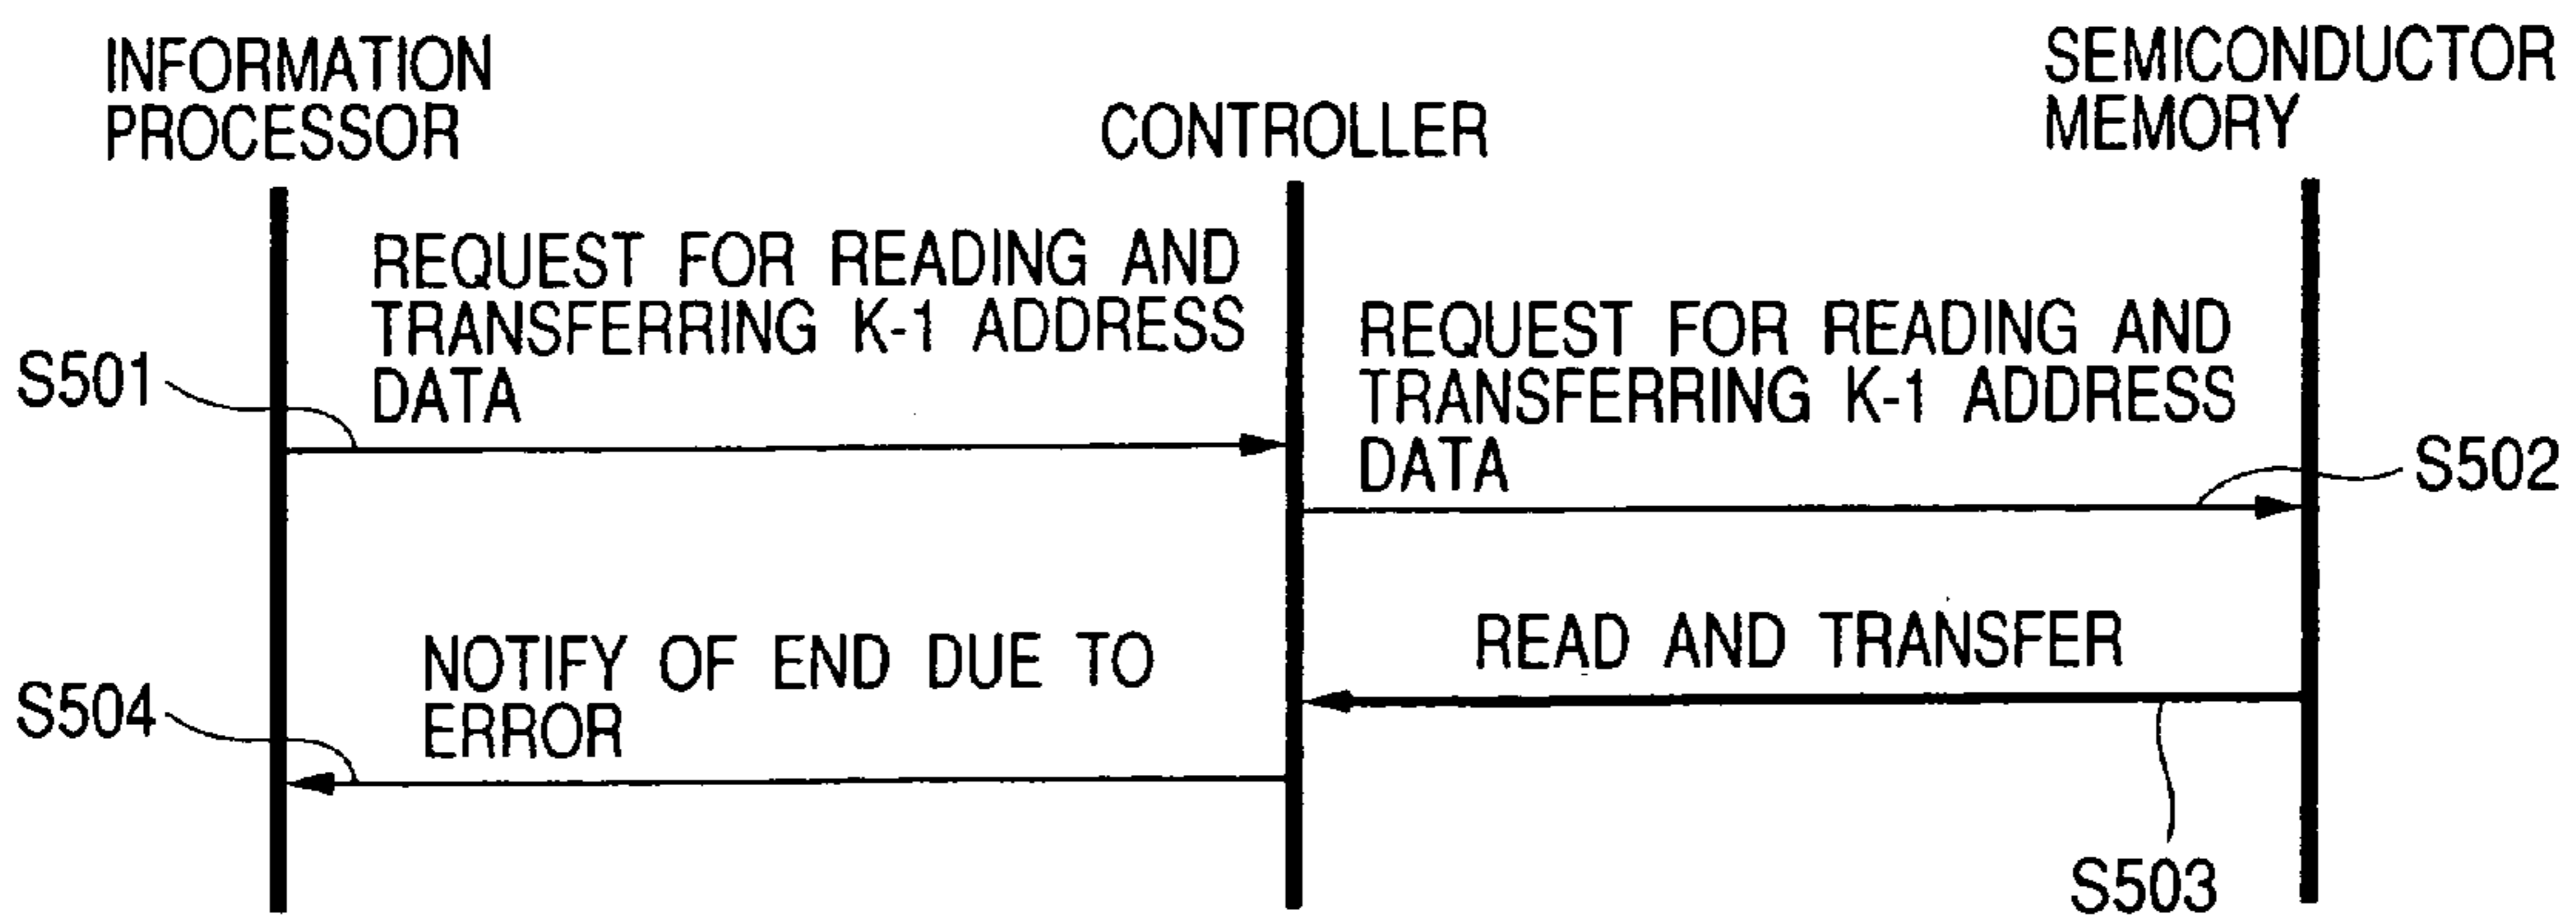 INFORMATION
PROCESSOR
CONTROLLER
SEMICONDUCTOR
MEMORY
REQUEST FOR READING AND
TRANSFERRING K-1 ADDRESS
DATA
S501
REQUEST FOR READING AND
TRANSFERRING K-1 ADDRESS
DATA
S502
READ AND TRANSFER
S503
NOTIFY OF END DUE TO
ERROR
S504